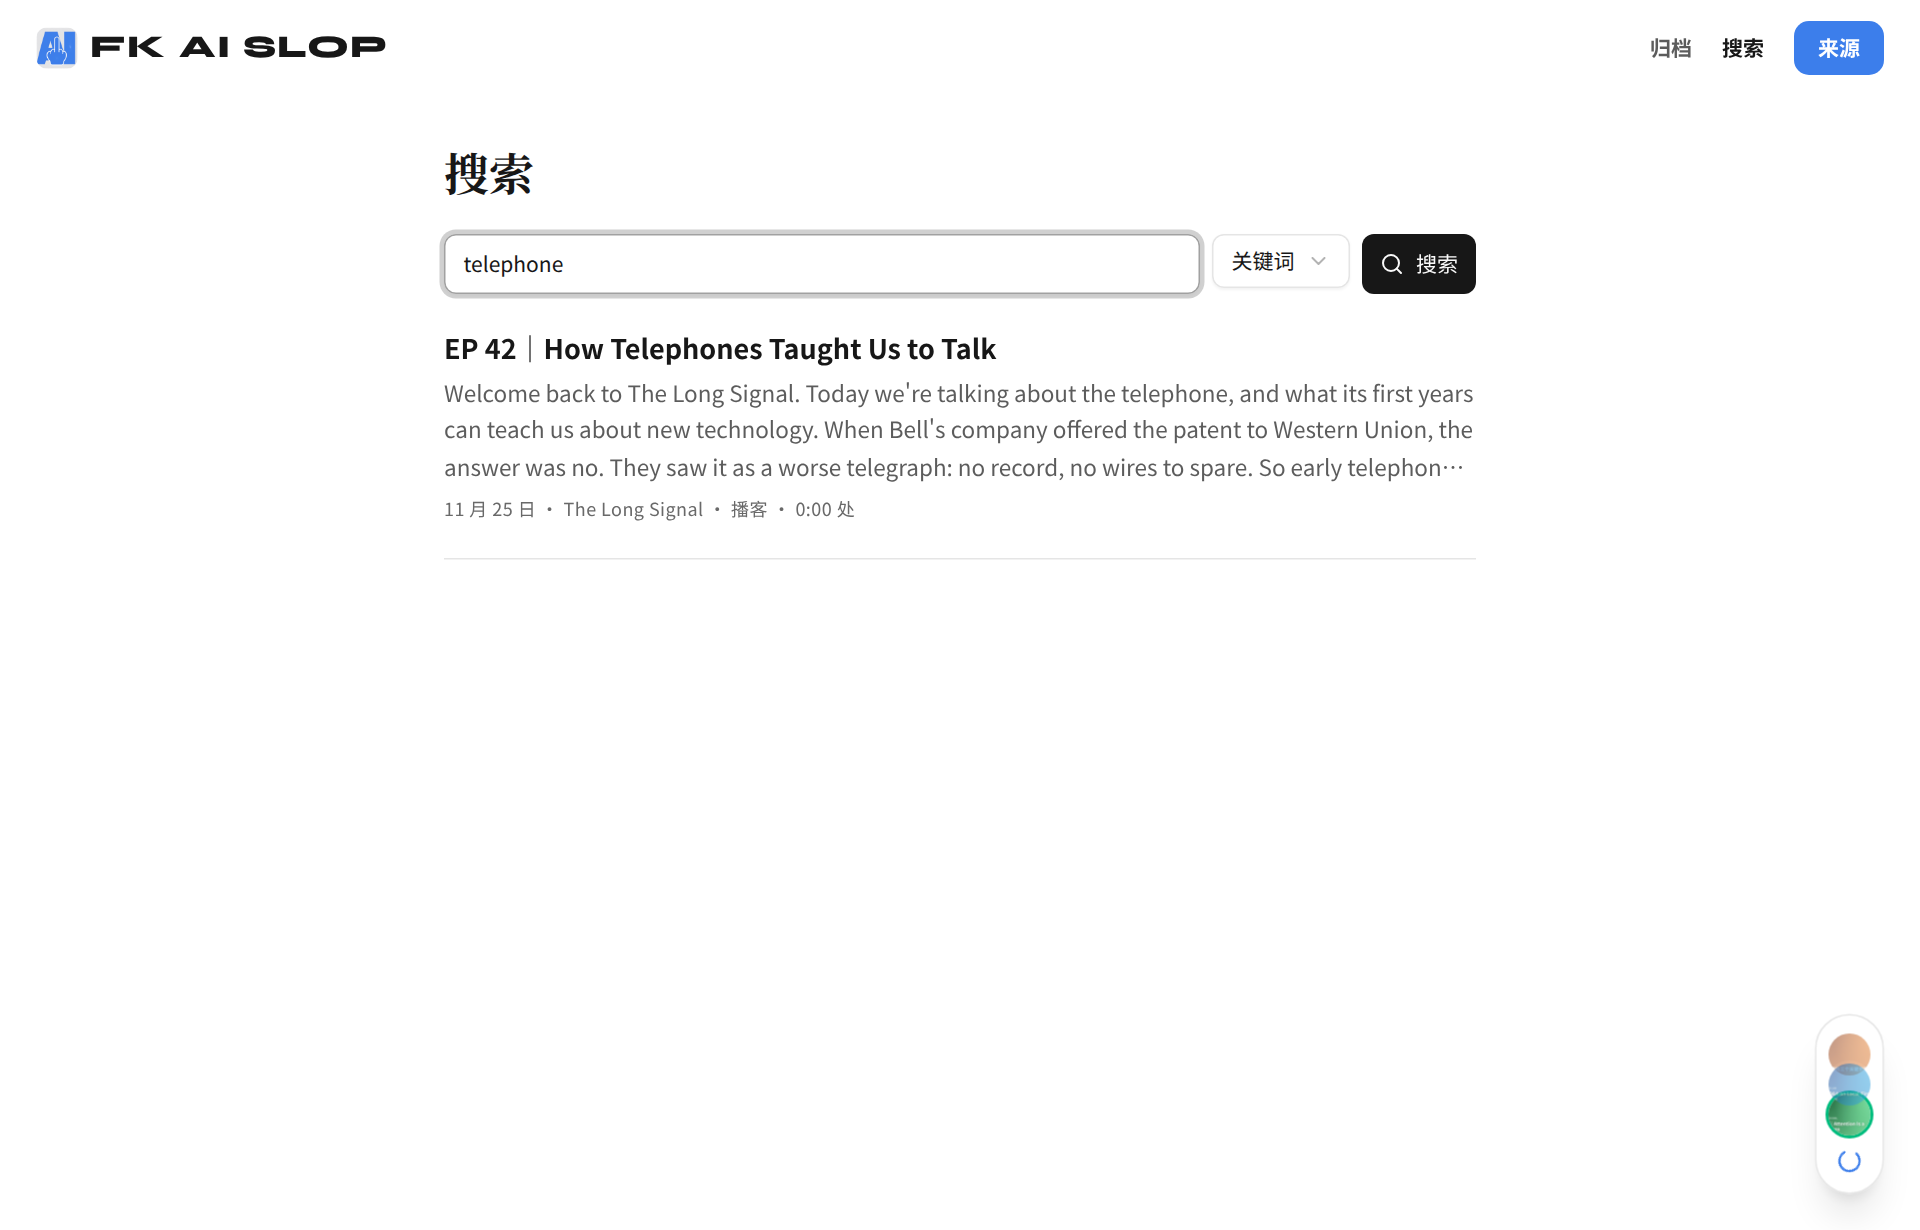 FK AI SLOP
归档
搜索
来源
搜索
telephone
关键词
搜索
EP 42｜How Telephones Taught Us to Talk
Welcome back to The Long Signal. Today we're talking about the telephone, and what its first years
can teach us about new technology. When Bell's company offered the patent to Western Union, the
answer was no. They saw it as a worse telegraph: no record, no wires to spare. So early telephon…
11 月 25 日 · The Long Signal · 播客 · 0:00 处